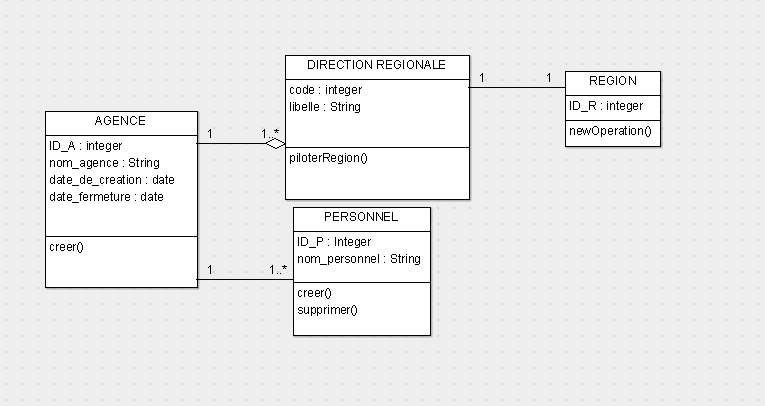 DIRECTION REGIONALE
code : integer
libelle : String
piloterRegion()
1
1
REGION
ID_R : integer
newOperation()
AGENCE
ID_A : integer
nom_agence : String
date_de_creation : date
date_fermeture : date
creer()
1
1..*
1
1..*
PERSONNEL
ID_P : Integer
nom_personnel : String
creer()
supprimer()